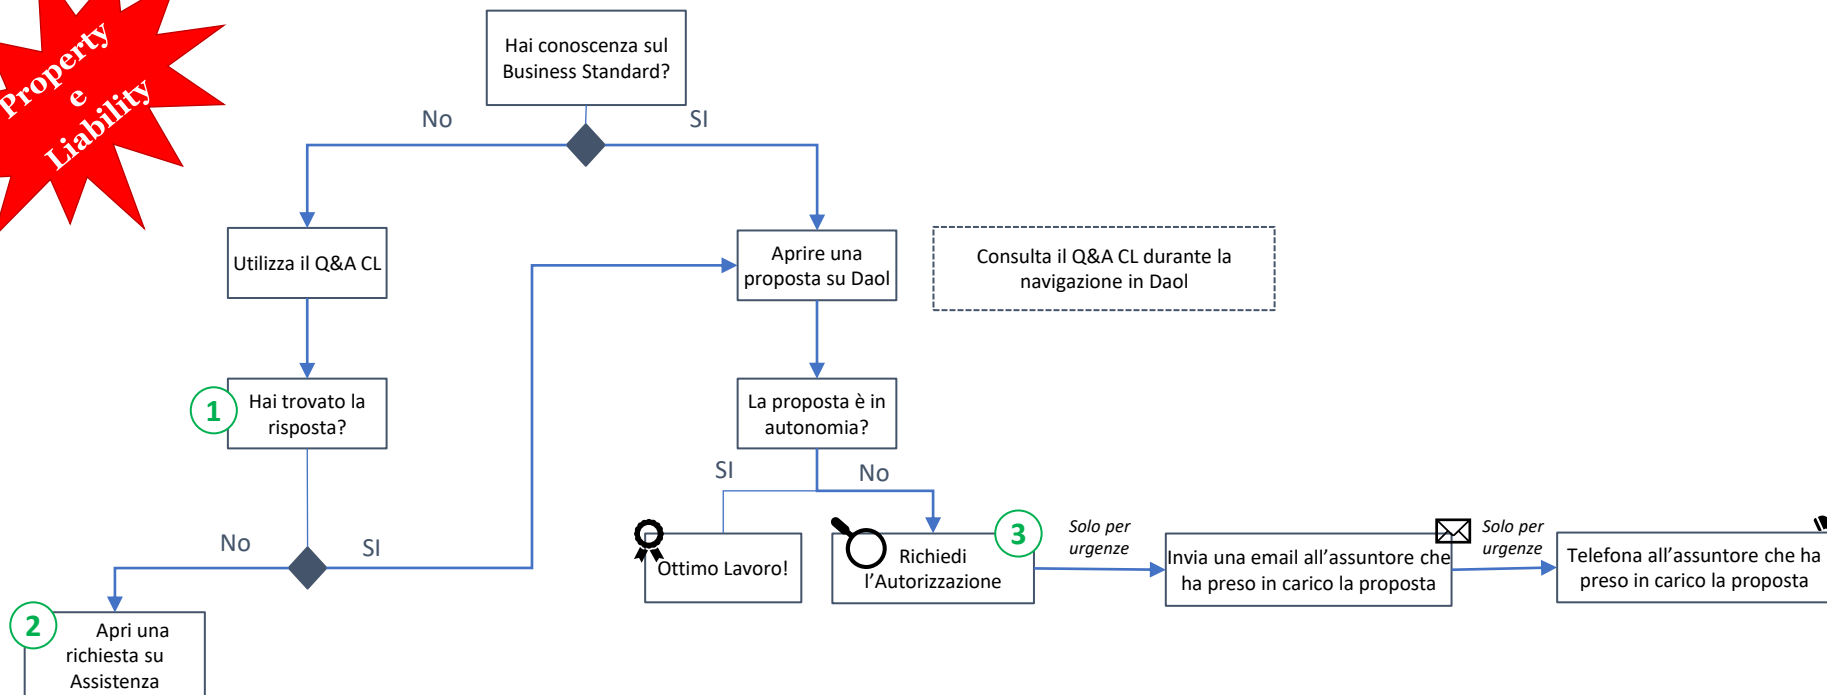 Property
e
Liability
Hai conoscenza sul
Business Standard?
No
SI
Utilizza il Q&A CL
Aprire una
proposta su Daol
Consulta il Q&A CL durante la
navigazione in Daol
1
Hai trovato la
risposta?
La proposta è in
autonomia?
SI
No
No
SI
Ottimo Lavoro!
3
Richiedi
l’Autorizzazione
Solo per
urgenze
Invia una email all’assuntore che
ha preso in carico la proposta
Solo per
urgenze
Telefona all’assuntore che ha
preso in carico la proposta
2
Apri una
richiesta su
Assistenza